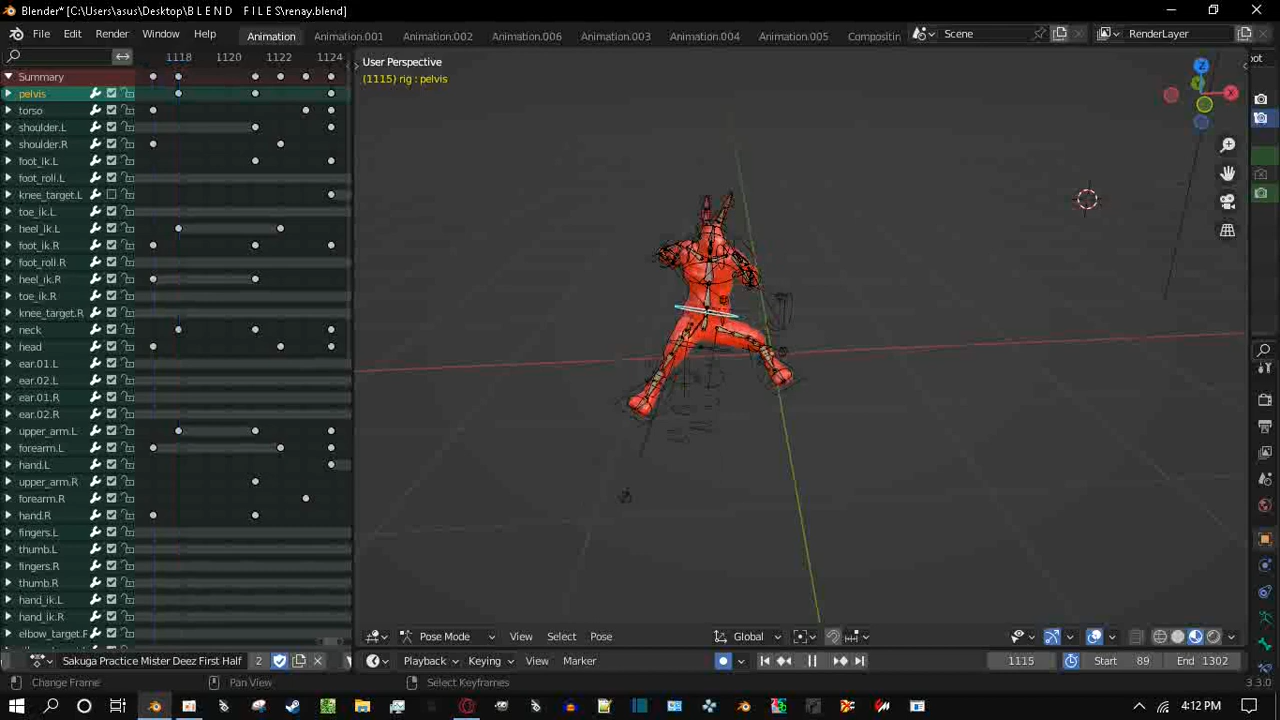 Blender* [C:\Users\asus\Desktop\B L E N D   F I L E S\renay.blend]
File Edit Render Window Help Animation Animation.001 Animation.002 Animation.006 Animation.003 Animation.004 Animation.005 Compositin Scene RenderLayer
1118 1120 1122 1124
User Perspective
(1115) rig : pelvis
Summary
pelvis
torso
shoulder.L
shoulder.R
foot_ik.L
foot_roll.L
knee_target.L
toe_ik.L
heel_ik.L
foot_ik.R
foot_roll.R
heel_ik.R
toe_ik.R
knee_target.R
neck
head
ear.01.L
ear.02.L
ear.01.R
ear.02.R
upper_arm.L
forearm.L
hand.L
upper_arm.R
forearm.R
hand.R
fingers.L
thumb.L
fingers.R
thumb.R
hand_ik.L
hand_ik.R
elbow_target.F
Z
X
oot
Pose Mode View Select Pose Global
Sakuga Practice Mister Deez First Half 2 Playback Keying View Marker 1115 Start 89 End 1302
Change Frame Pan View Select Keyframes 3.3.0
4:12 PM